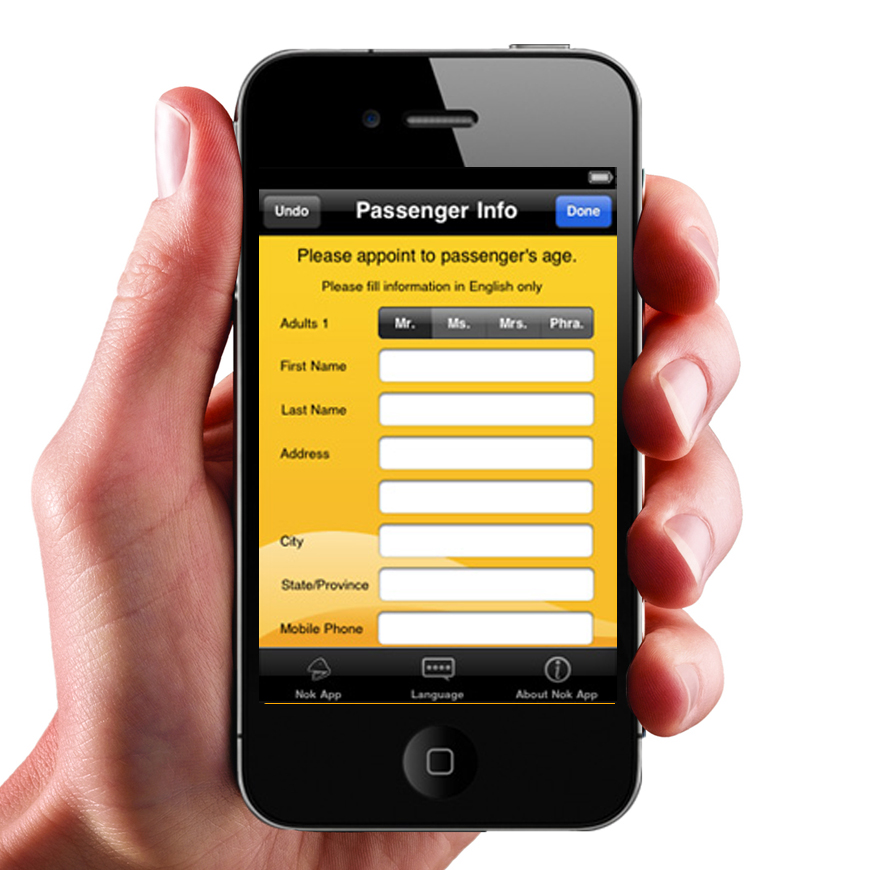 Undo Passenger Info Done
Please appoint to passenger's age.
Please fill information in English only
Adults 1 Mr. Ms. Mrs. Phra.
First Name
Last Name
Address
City
State/Province
Mobile Phone
Nok App Language About Nok App